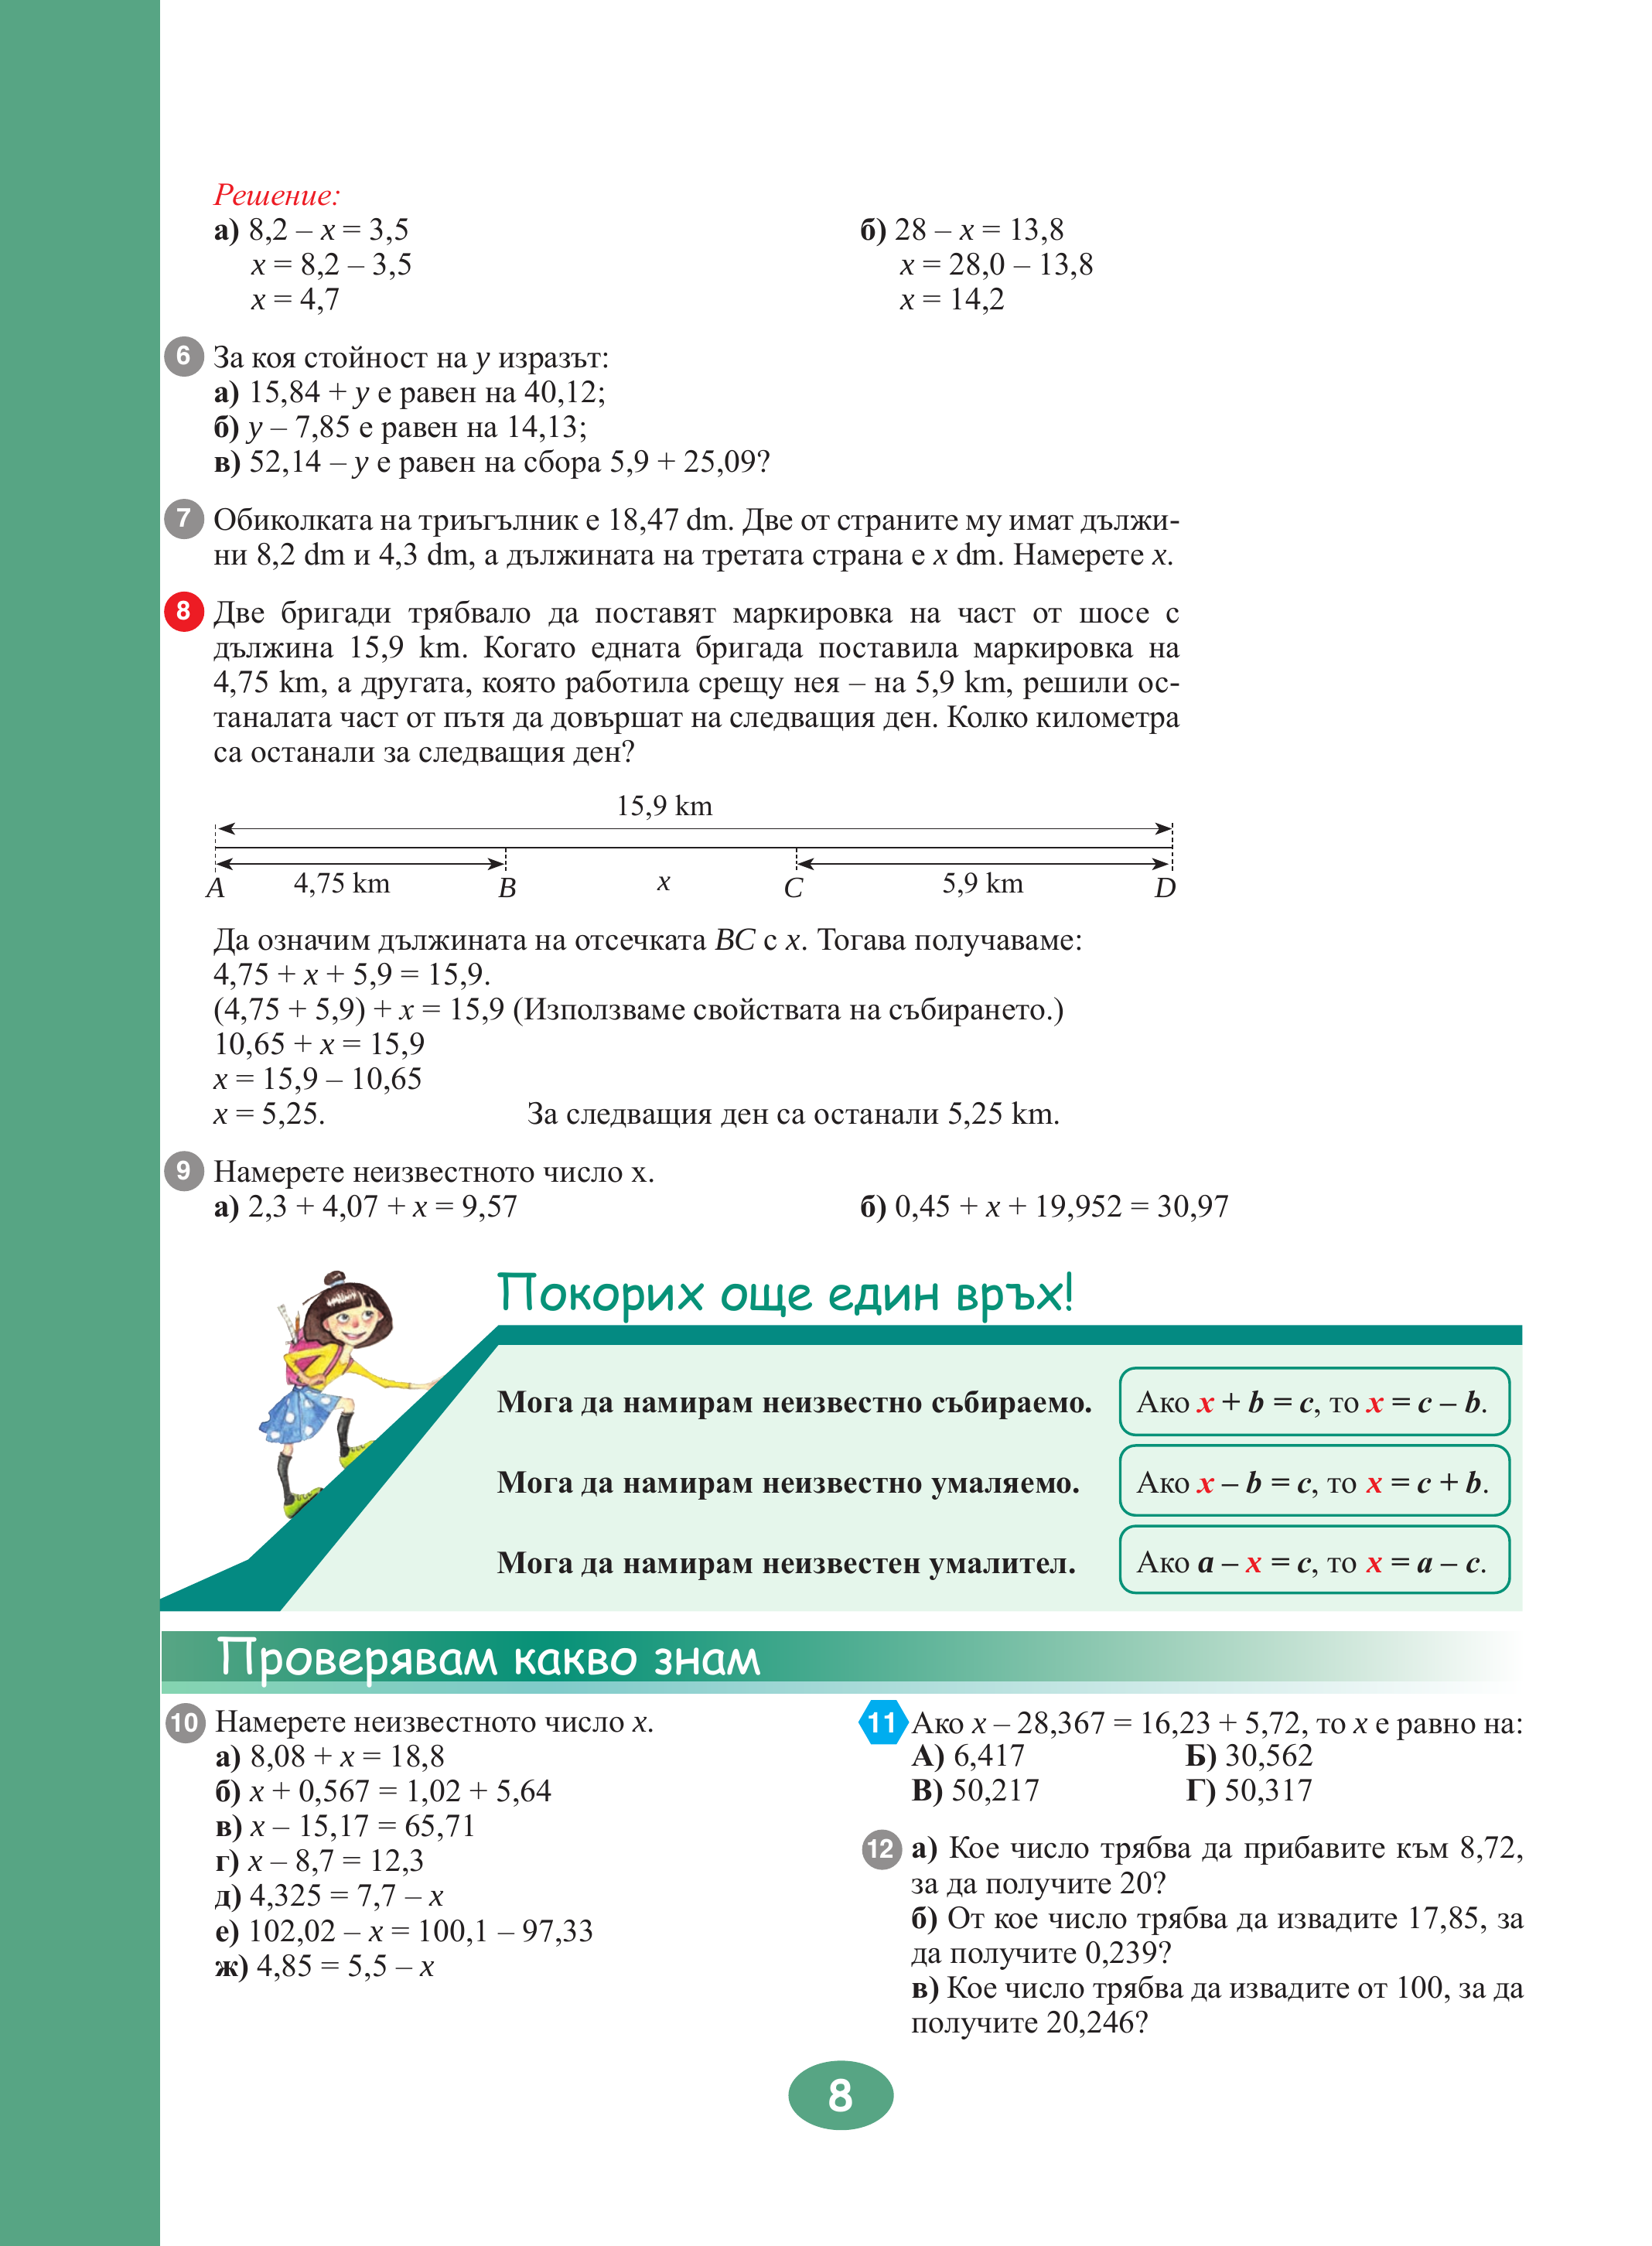 Решение:
а) 8,2 – x = 3,5
x = 8,2 – 3,5
x = 4,7
б) 28 – x = 13,8
x = 28,0 – 13,8
x = 14,2
6 За коя стойност на y изразът:
а) 15,84 + y е равен на 40,12;
б) y – 7,85 е равен на 14,13;
в) 52,14 – y е равен на сбора 5,9 + 25,09?
7 Обиколката на триъгълник е 18,47 dm. Две от страните му имат дължи-
ни 8,2 dm и 4,3 dm, а дължината на третата страна е x dm. Намерете x.
8 Две бригади трябвало да поставят маркировка на част от шосе с
дължина 15,9 km. Когато едната бригада поставила маркировка на
4,75 km, а другата, която работила срещу нея – на 5,9 km, решили ос-
таналата част от пътя да довършат на следващия ден. Колко километра
са останали за следващия ден?
15,9 km
A 4,75 km B x C 5,9 km D
Да означим дължината на отсечката BC с x. Тогава получаваме:
4,75 + x + 5,9 = 15,9.
(4,75 + 5,9) + x = 15,9 (Използваме свойствата на събирането.)
10,65 + x = 15,9
x = 15,9 – 10,65
x = 5,25. За следващия ден са останали 5,25 km.
9 Намерете неизвестното число x.
а) 2,3 + 4,07 + x = 9,57 б) 0,45 + x + 19,952 = 30,97
Покорих още един връх!
Мога да намирам неизвестно събираемо. Ако x + b = c, то x = c – b.
Мога да намирам неизвестно умаляемо. Ако x – b = c, то x = c + b.
Мога да намирам неизвестен умалител. Ако a – x = c, то x = a – c.
Проверявам какво знам
10 Намерете неизвестното число x.
а) 8,08 + x = 18,8
б) x + 0,567 = 1,02 + 5,64
в) x – 15,17 = 65,71
г) x – 8,7 = 12,3
д) 4,325 = 7,7 – x
е) 102,02 – x = 100,1 – 97,33
ж) 4,85 = 5,5 – x
11 Ако x – 28,367 = 16,23 + 5,72, то x е равно на:
А) 6,417 Б) 30,562
В) 50,217 Г) 50,317
12 а) Кое число трябва да прибавите към 8,72,
за да получите 20?
б) От кое число трябва да извадите 17,85, за
да получите 0,239?
в) Кое число трябва да извадите от 100, за да
получите 20,246?
8